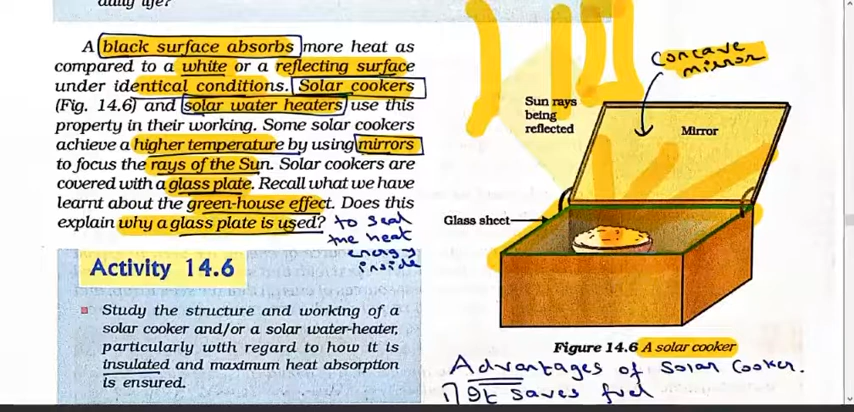 daily life?
A black surface absorbs more heat as
compared to a white or a reflecting surface
under identical conditions. Solar cookers
(Fig. 14.6) and solar water heaters use this
property in their working. Some solar cookers
achieve a higher temperature by using mirrors
to focus the rays of the Sun. Solar cookers are
covered with a glass plate. Recall what we have
learnt about the green-house effect. Does this
explain why a glass plate is used?
to seal
the heat
energy
inside
Activity 14.6
Study the structure and working of a
solar cooker and/or a solar water-heater,
particularly with regard to how it is
insulated and maximum heat absorption
is ensured.
Concave
mirror
Sun rays
being
reflected
Mirror
Glass sheet
Figure 14.6 A solar cooker
Advantages of Solar Cooker.
1) It saves fuel